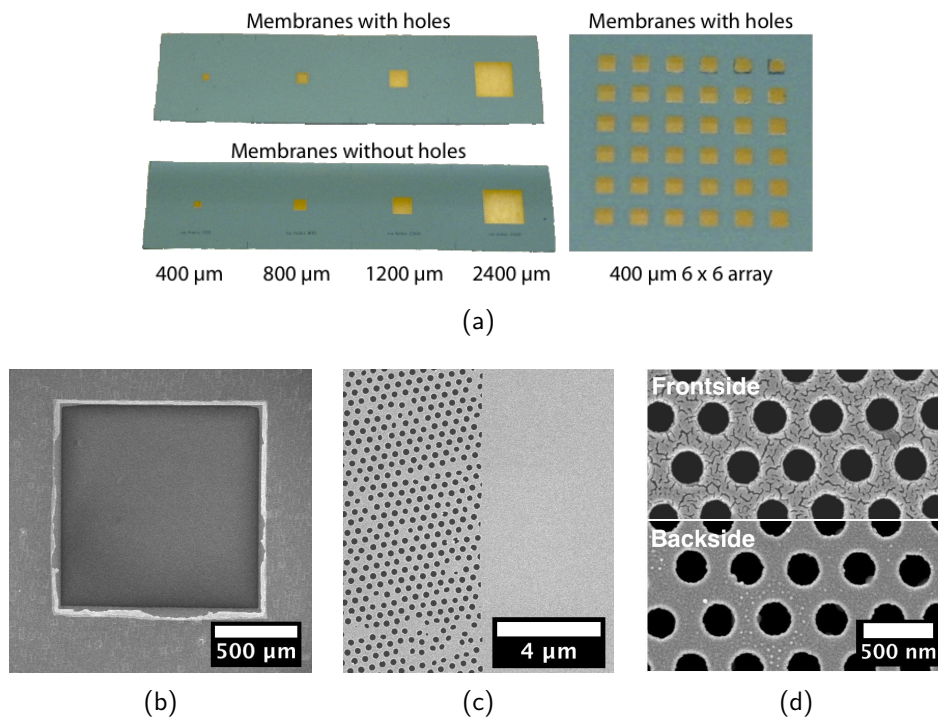 Membranes with holes
Membranes with holes
Membranes without holes
400 µm 800 µm 1200 µm 2400 µm
400 µm 6 x 6 array
(a)
500 µm
4 µm
Frontside
Backside
500 nm
(b)
(c)
(d)